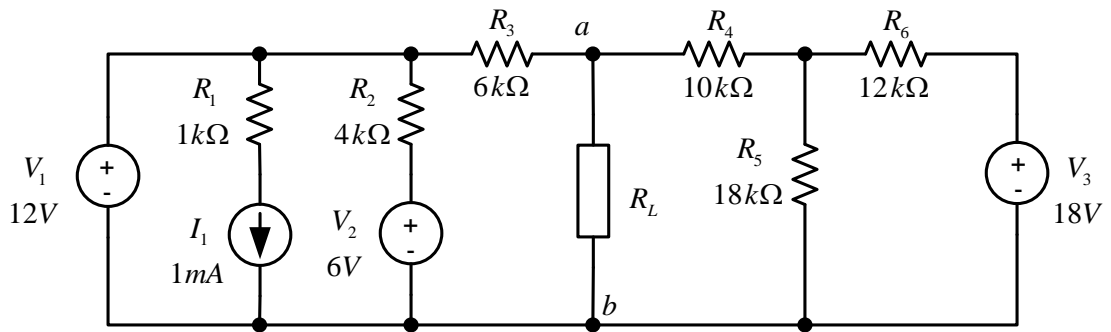 R3
6kΩ
a
R4
10kΩ
R6
12kΩ
R1
1kΩ
R2
4kΩ
V1
12V
+
-
I1
1mA
V2
6V
+
-
RL
R5
18kΩ
+
-
V3
18V
b